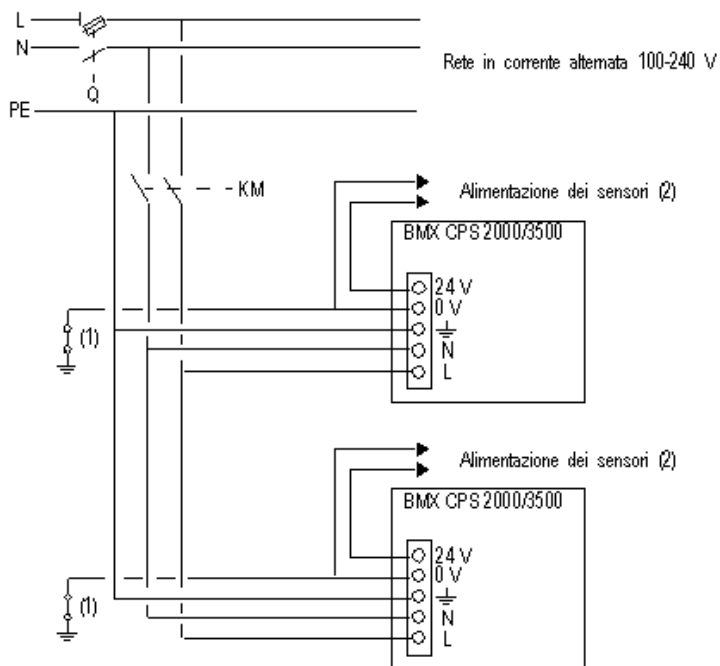 L
N
Rete in corrente alternata 100-240 V
Q
PE
KM
Alimentazione dei sensori (2)
BMX CPS 2000/3500
24 V
0 V
(1)
N
L
Alimentazione dei sensori (2)
BMX CPS 2000/3500
24 V
0 V
(1)
N
L